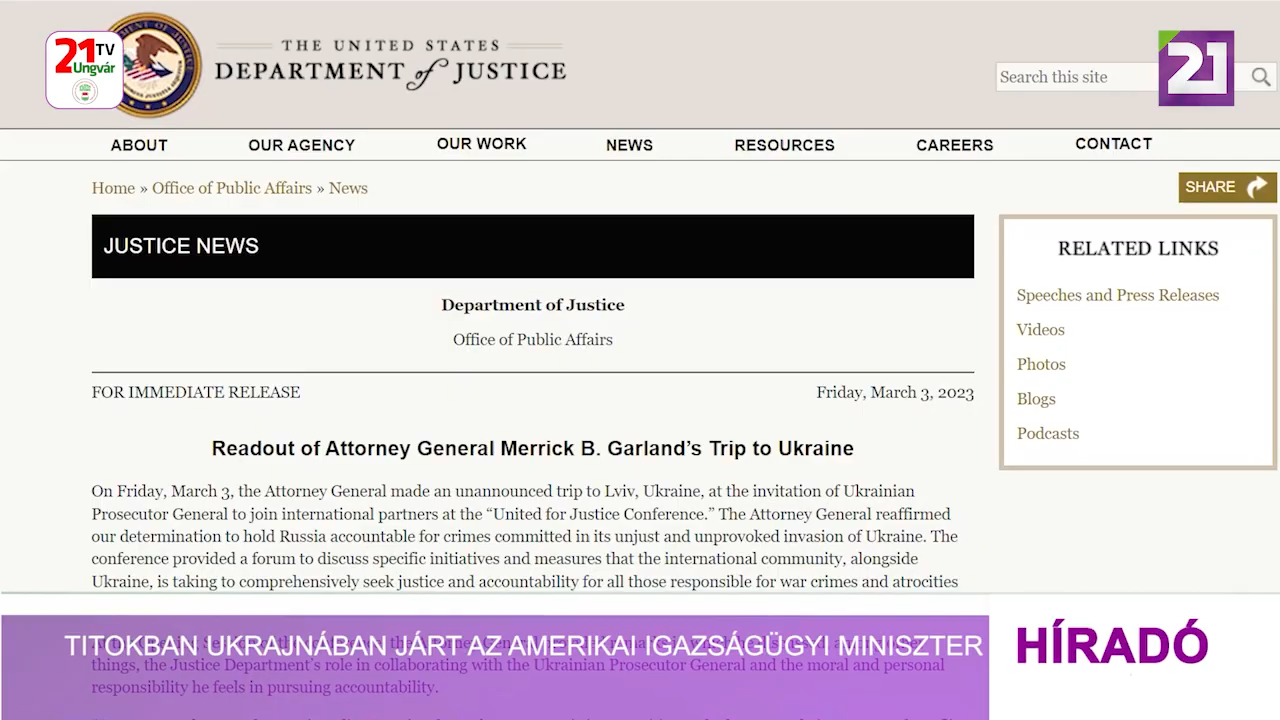 21 TV
Ungvár
THE UNITED STATES
DEPARTMENT of JUSTICE
Search this site
21
ABOUT
OUR AGENCY
OUR WORK
NEWS
RESOURCES
CAREERS
CONTACT
Home » Office of Public Affairs » News
SHARE
JUSTICE NEWS
RELATED LINKS
Speeches and Press Releases
Videos
Photos
Blogs
Podcasts
Department of Justice
Office of Public Affairs
FOR IMMEDIATE RELEASE
Friday, March 3, 2023
Readout of Attorney General Merrick B. Garland’s Trip to Ukraine
On Friday, March 3, the Attorney General made an unannounced trip to Lviv, Ukraine, at the invitation of Ukrainian
Prosecutor General to join international partners at the “United for Justice Conference.” The Attorney General reaffirmed
our determination to hold Russia accountable for crimes committed in its unjust and unprovoked invasion of Ukraine. The
conference provided a forum to discuss specific initiatives and measures that the international community, alongside
Ukraine, is taking to comprehensively seek justice and accountability for all those responsible for war crimes and atrocities
TITOKBAN UKRAJNÁBAN JÁRT AZ AMERIKAI IGAZSÁGÜGYI MINISZTER
HÍRADÓ
things, the Justice Department’s role in collaborating with the Ukrainian Prosecutor General and the moral and personal
responsibility he feels in pursuing accountability.